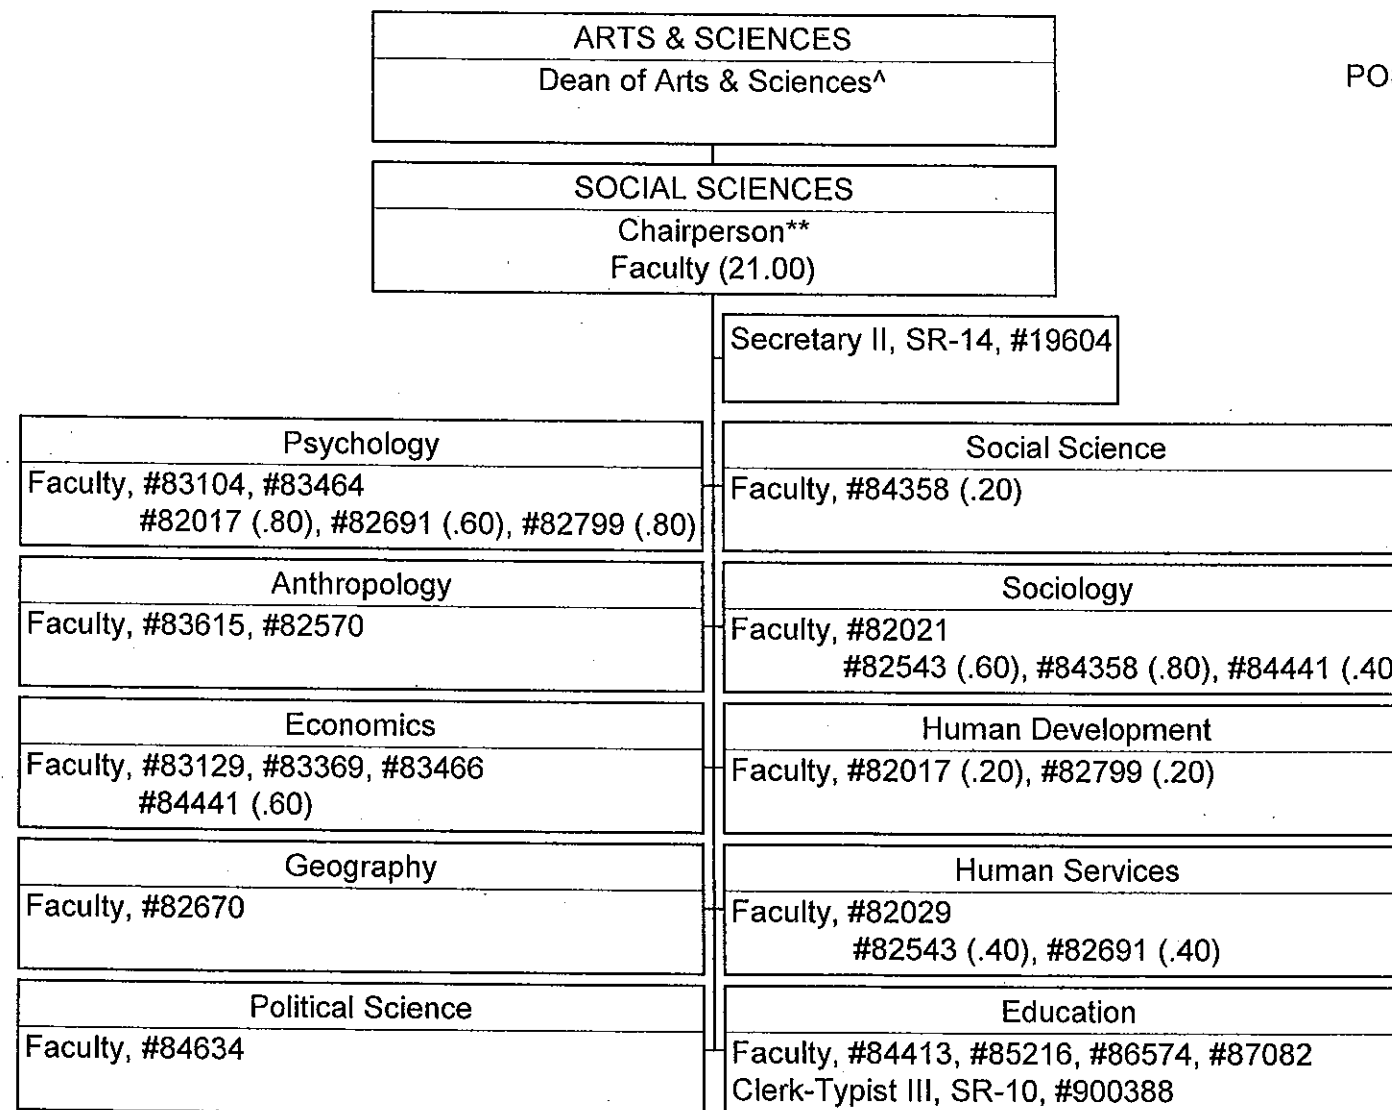 ARTS & SCIENCES
Dean of Arts & Sciences^
PO-
SOCIAL SCIENCES
Chairperson**
Faculty (21.00)
Secretary II, SR-14, #19604
Psychology
Faculty, #83104, #83464
#82017 (.80), #82691 (.60), #82799 (.80)
Social Science
Faculty, #84358 (.20)
Anthropology
Faculty, #83615, #82570
Sociology
Faculty, #82021
#82543 (.60), #84358 (.80), #84441 (.40
Economics
Faculty, #83129, #83369, #83466
#84441 (.60)
Human Development
Faculty, #82017 (.20), #82799 (.20)
Geography
Faculty, #82670
Human Services
Faculty, #82029
#82543 (.40), #82691 (.40)
Political Science
Faculty, #84634
Education
Faculty, #84413, #85216, #86574, #87082
Clerk-Typist III, SR-10, #900388